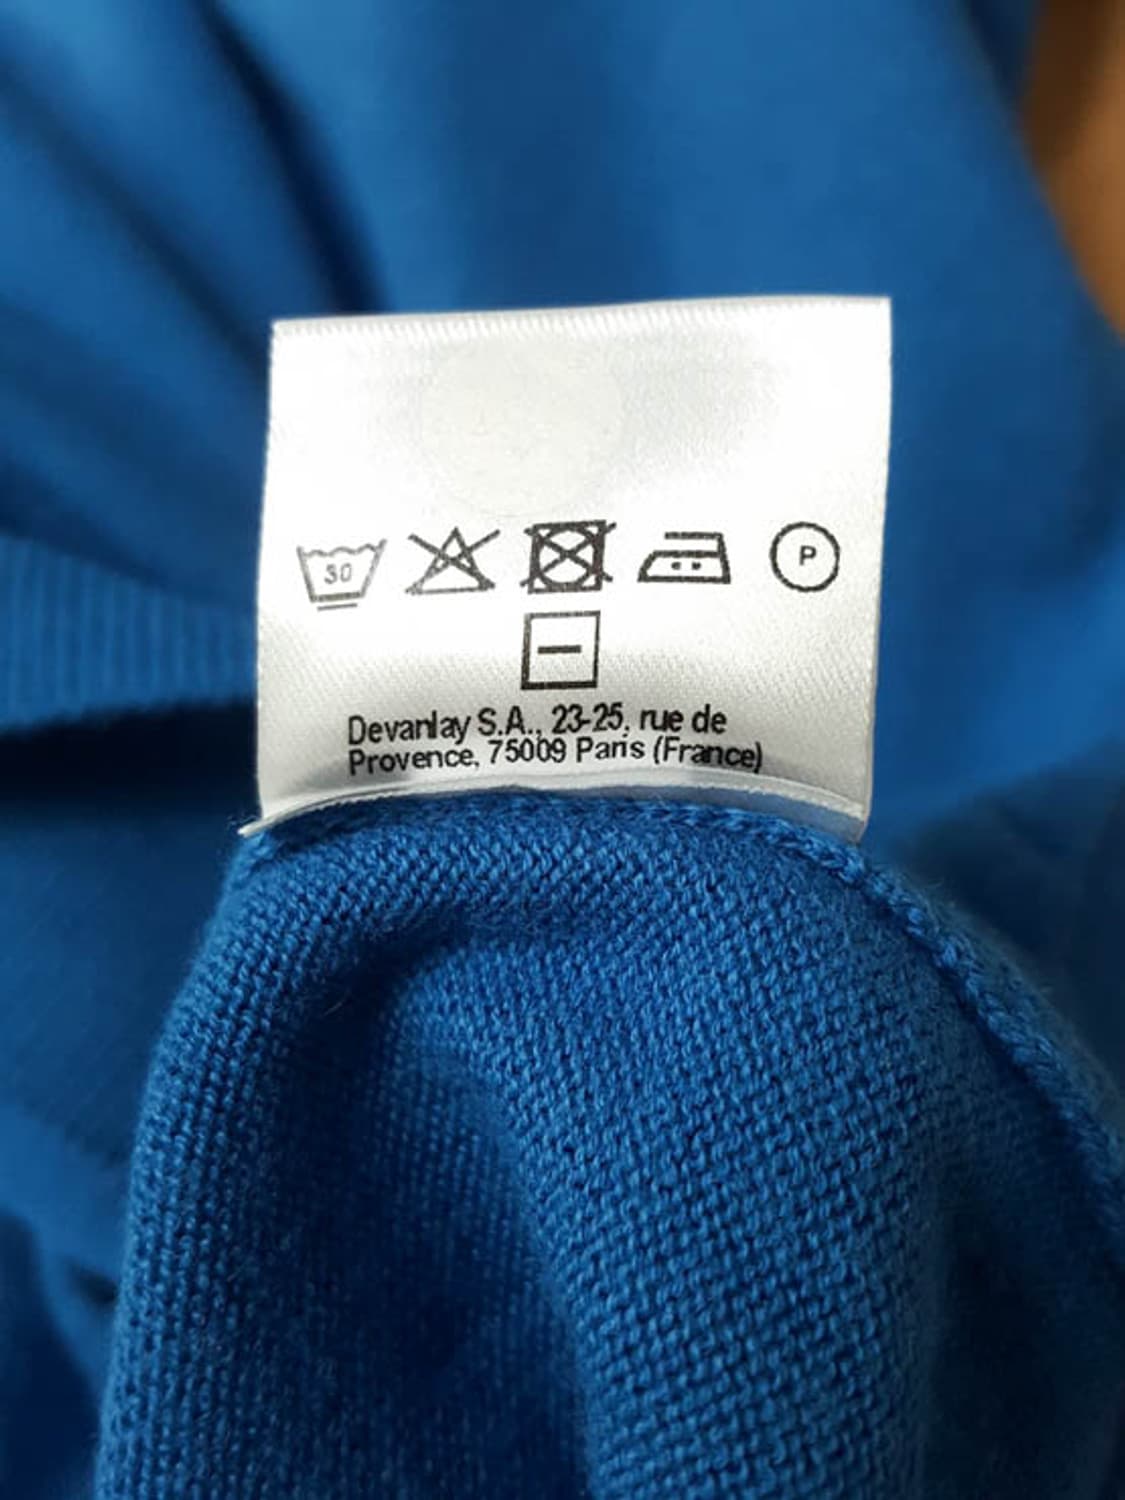 30
P
Devanlay S.A., 23-25, rue de
Provence, 75009 Paris (France)